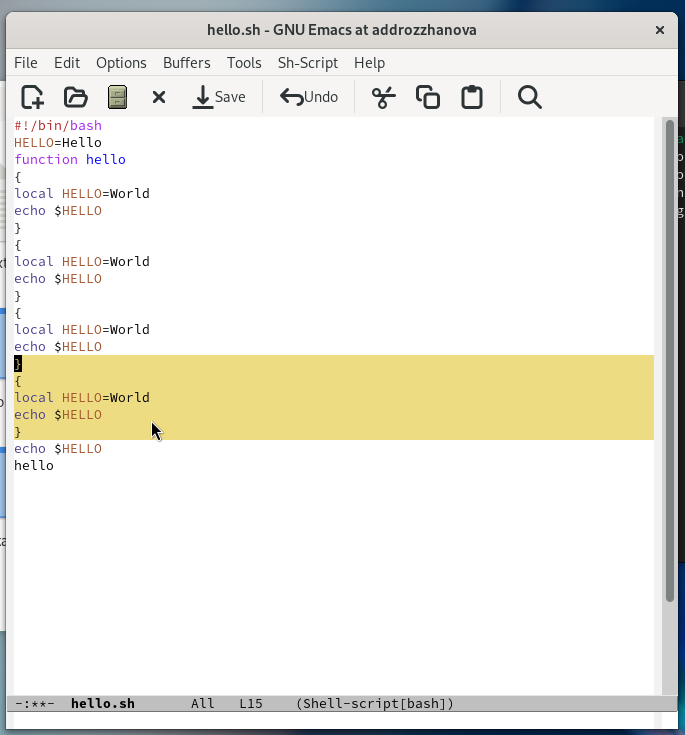 hello.sh - GNU Emacs at addrozzhanova
File Edit Options Buffers Tools Sh-Script Help
Save Undo
#!/bin/bash
HELLO=Hello
function hello
{
local HELLO=World
echo $HELLO
}
{
local HELLO=World
echo $HELLO
}
{
local HELLO=World
echo $HELLO
}
{
local HELLO=World
echo $HELLO
}
echo $HELLO
hello
-:**- hello.sh All L15 (Shell-script[bash])